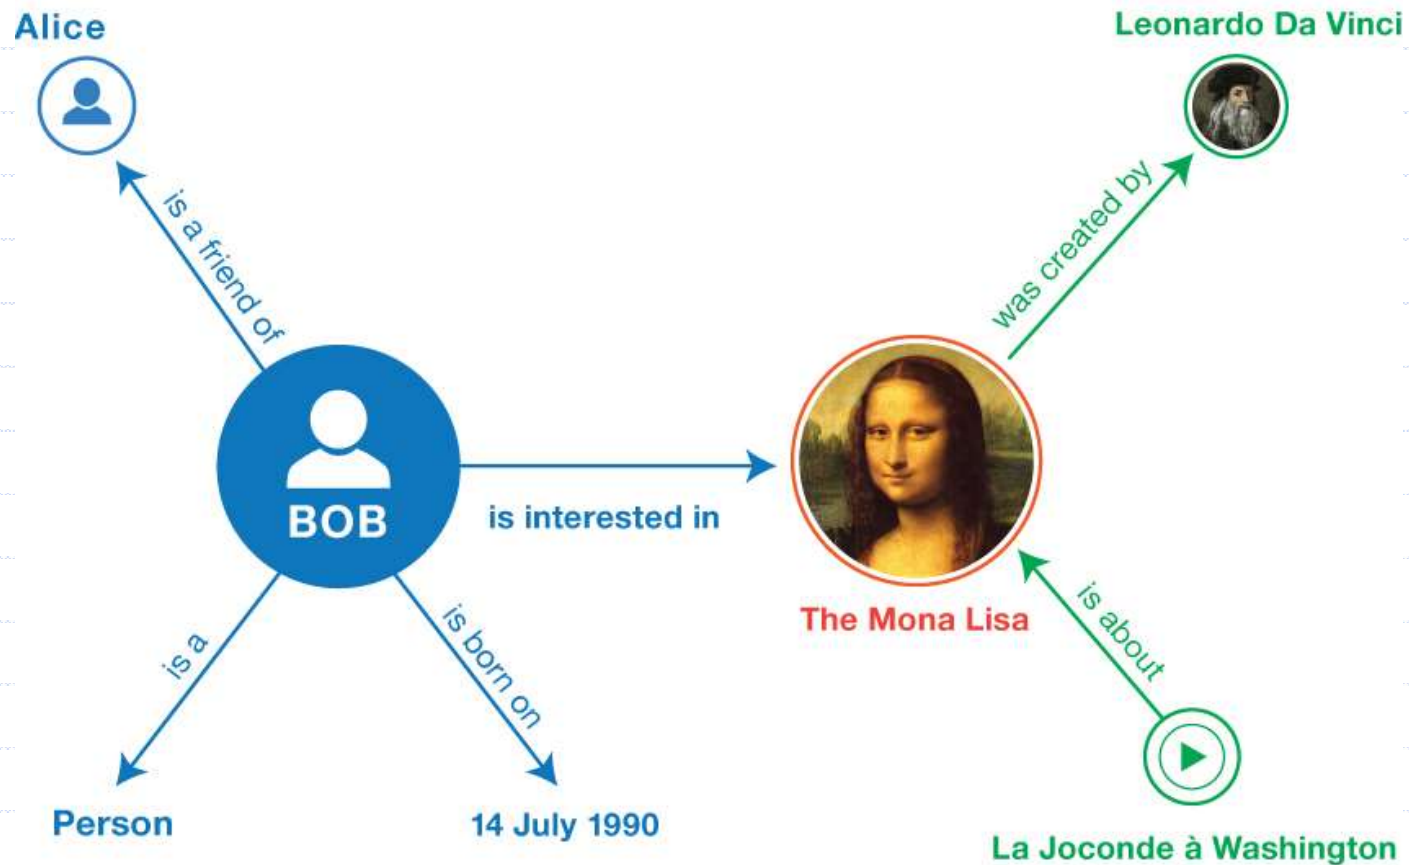 Alice
Leonardo Da Vinci
is a friend of
was created by
BOB
is interested in
The Mona Lisa
is a
is born on
is about
Person
14 July 1990
La Joconde à Washington